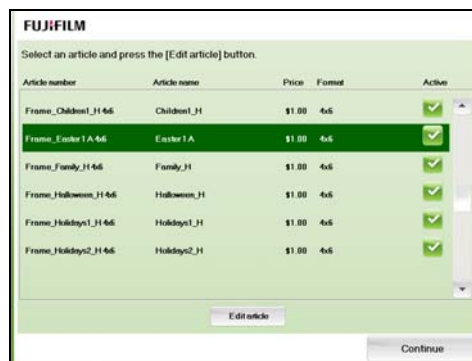 FUJIFILM
Select an article and press the [Edit article] button.
Article number Article name Price Format Active
Frame_Children1_H 4x6 Children1_H $1.00 4x6
Frame_Easter1A 4x6 Easter1A $1.00 4x6
Frame_Family_H 4x6 Family_H $1.00 4x6
Frame_Halloween_H 4x6 Halloween_H $1.00 4x6
Frame_Holidays1_H 4x6 Holidays1_H $1.00 4x6
Frame_Holidays2_H 4x6 Holidays2_H $1.00 4x6
Edit article
Continue